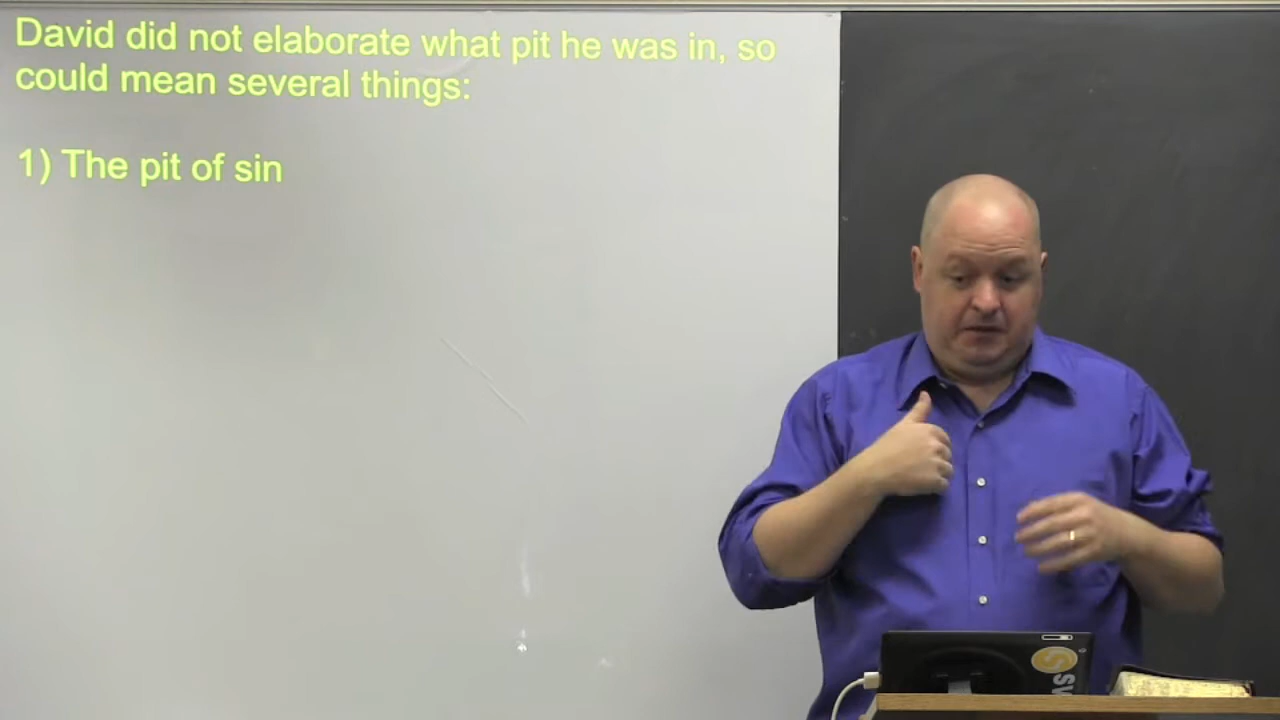 David did not elaborate what pit he was in, so
could mean several things:
1) The pit of sin
SV